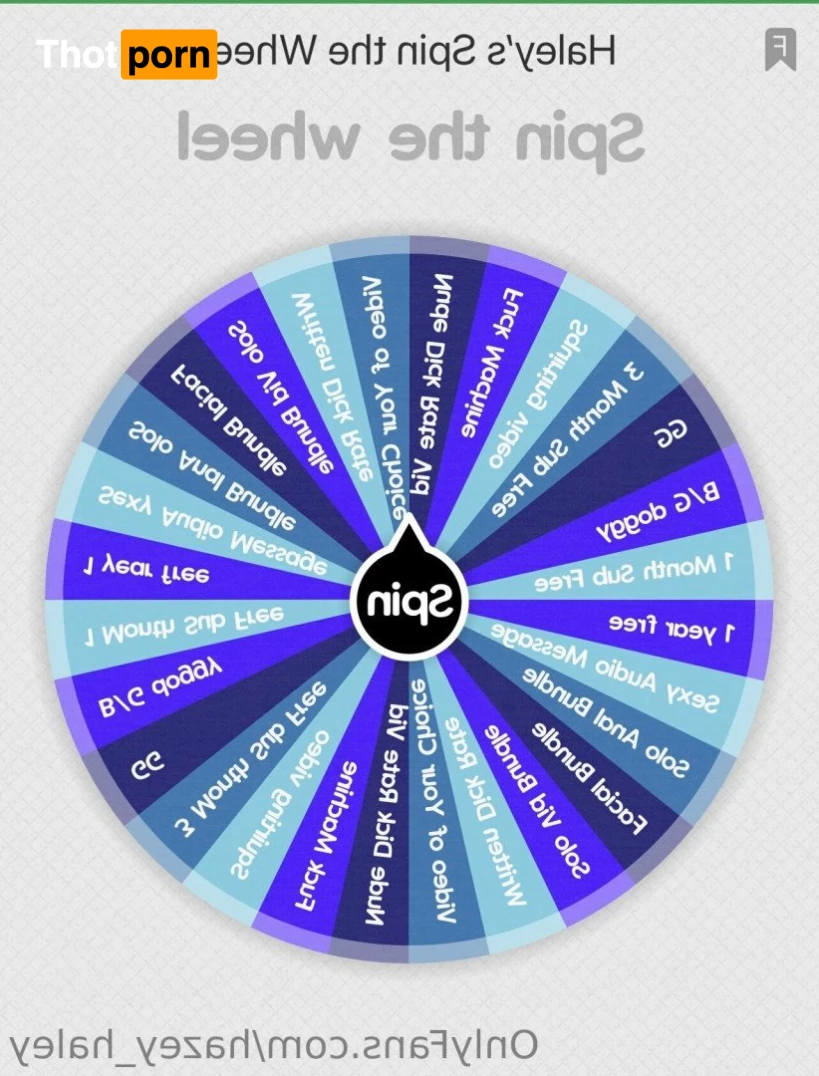 Thot porn
Haley's Spin the Whee
F
Spin the wheel
Nude Dick Rate Vid
Fuck Machine
Squirting video
3 Month Sub Free
GG
B/G doggy
1 Month Sub Free
1 year free
Sexy Audio Message
Solo Anal Bundle
Facial Bundle
Solo Vid Bundle
Written Dick Rate
Video of Your Choice
Nude Dick Rate Vid
Fuck Machine
Squirting video
3 Month Sub Free
GG
B/G doggy
1 Month Sub Free
1 year free
Sexy Audio Message
Solo Anal Bundle
Facial Bundle
Solo Vid Bundle
Written Dick Rate
Video of Your Choice
Spin
OnlyFans.com/hazey_haley